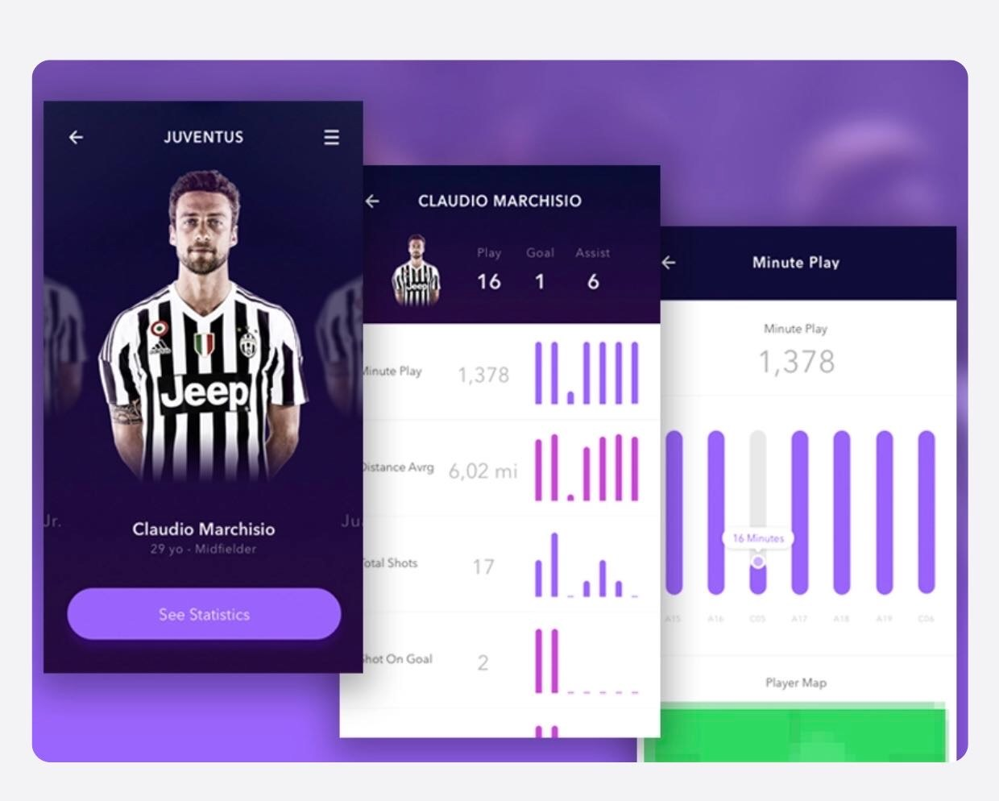 JUVENTUS
Jeep
Jr.
Ju
Claudio Marchisio
29 yo - Midfielder
See Statistics
CLAUDIO MARCHISIO
Play Goal Assist
16 1 6
Jeep
Minute Play 1,378
Distance Avrg 6,02 mi
Total Shots 17
Shot On Goal 2
Minute Play
Minute Play
1,378
16 Minutes
A15 A16 C05 A17 A18 A19 C06
Player Map